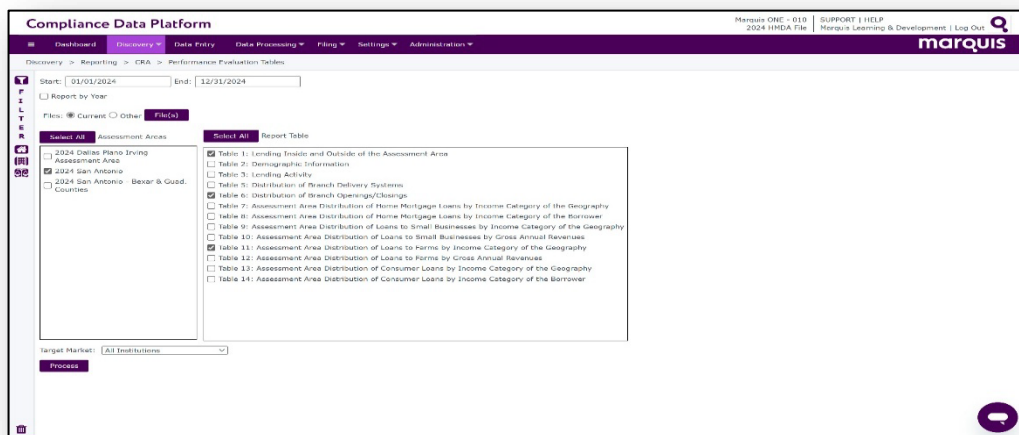 Compliance Data Platform
Marquis ONE - 010 | SUPPORT | HELP
2024 HMDA File | Marquis Learning & Development | Log Out
Dashboard Discovery Data Entry Data Processing Filing Settings Administration
marquis
Discovery > Reporting > CRA > Performance Evaluation Tables
FILTER
Start: 01/01/2024 End: 12/31/2024
Report by Year
Files: Current Other File(s)
Select All Assessment Areas
2024 Dallas Plano Irving
Assessment Area
2024 San Antonio
2024 San Antonio - Bexar & Guad.
Counties
Select All Report Table
Table 1: Lending Inside and Outside of the Assessment Area
Table 2: Demographic Information
Table 3: Lending Activity
Table 5: Distribution of Branch Delivery Systems
Table 6: Distribution of Branch Openings/Closings
Table 7: Assessment Area Distribution of Home Mortgage Loans by Income Category of the Geography
Table 8: Assessment Area Distribution of Home Mortgage Loans by Income Category of the Borrower
Table 9: Assessment Area Distribution of Loans to Small Businesses by Income Category of the Geography
Table 10: Assessment Area Distribution of Loans to Small Businesses by Gross Annual Revenues
Table 11: Assessment Area Distribution of Loans to Farms by Income Category of the Geography
Table 12: Assessment Area Distribution of Loans to Farms by Gross Annual Revenues
Table 13: Assessment Area Distribution of Consumer Loans by Income Category of the Geography
Table 14: Assessment Area Distribution of Consumer Loans by Income Category of the Borrower
Target Market: All Institutions
Process